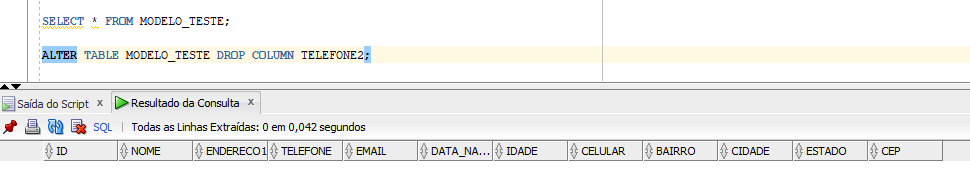 SELECT * FROM MODELO_TESTE;
ALTER TABLE MODELO_TESTE DROP COLUMN TELEFONE2;
Saída do Script x Resultado da Consulta x
SQL | Todas as Linhas Extraídas: 0 em 0,042 segundos
ID NOME ENDERECO1 TELEFONE EMAIL DATA_NA... IDADE CELULAR BAIRRO CIDADE ESTADO CEP